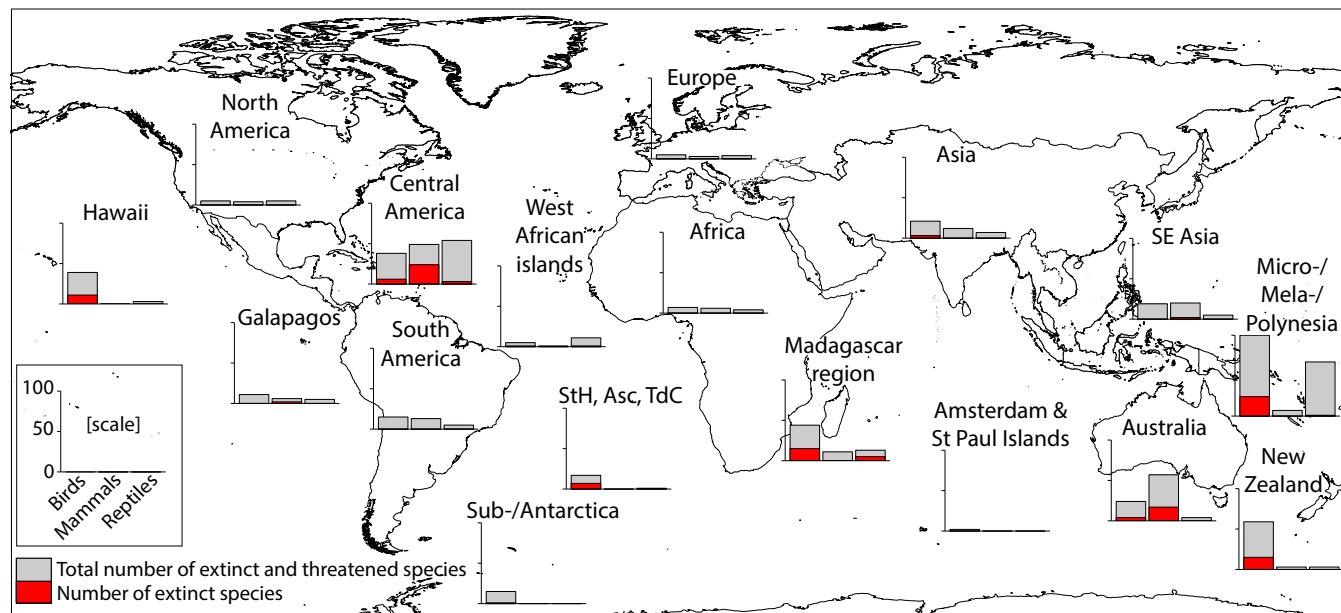 Europe
North
America
Asia
Central
America
Hawaii
West
African
islands
Africa
SE Asia
Micro-/
Mela-/
Polynesia
Galapagos
South
America
Madagascar
region
StH, Asc, TdC
Amsterdam &
St Paul Islands
Australia
New
Zealand
Sub-/Antarctica
100
50
0
[scale]
Birds
Mammals
Reptiles
Total number of extinct and threatened species
Number of extinct species